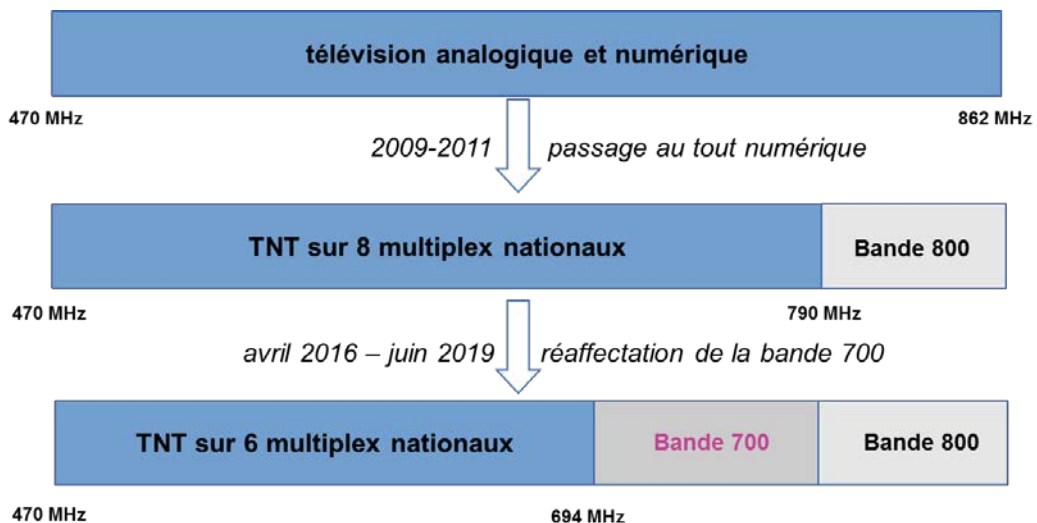 télévision analogique et numérique
470 MHz 862 MHz
2009-2011 passage au tout numérique
TNT sur 8 multiplex nationaux Bande 800
470 MHz 790 MHz
avril 2016 – juin 2019 réaffectation de la bande 700
TNT sur 6 multiplex nationaux Bande 700 Bande 800
470 MHz 694 MHz